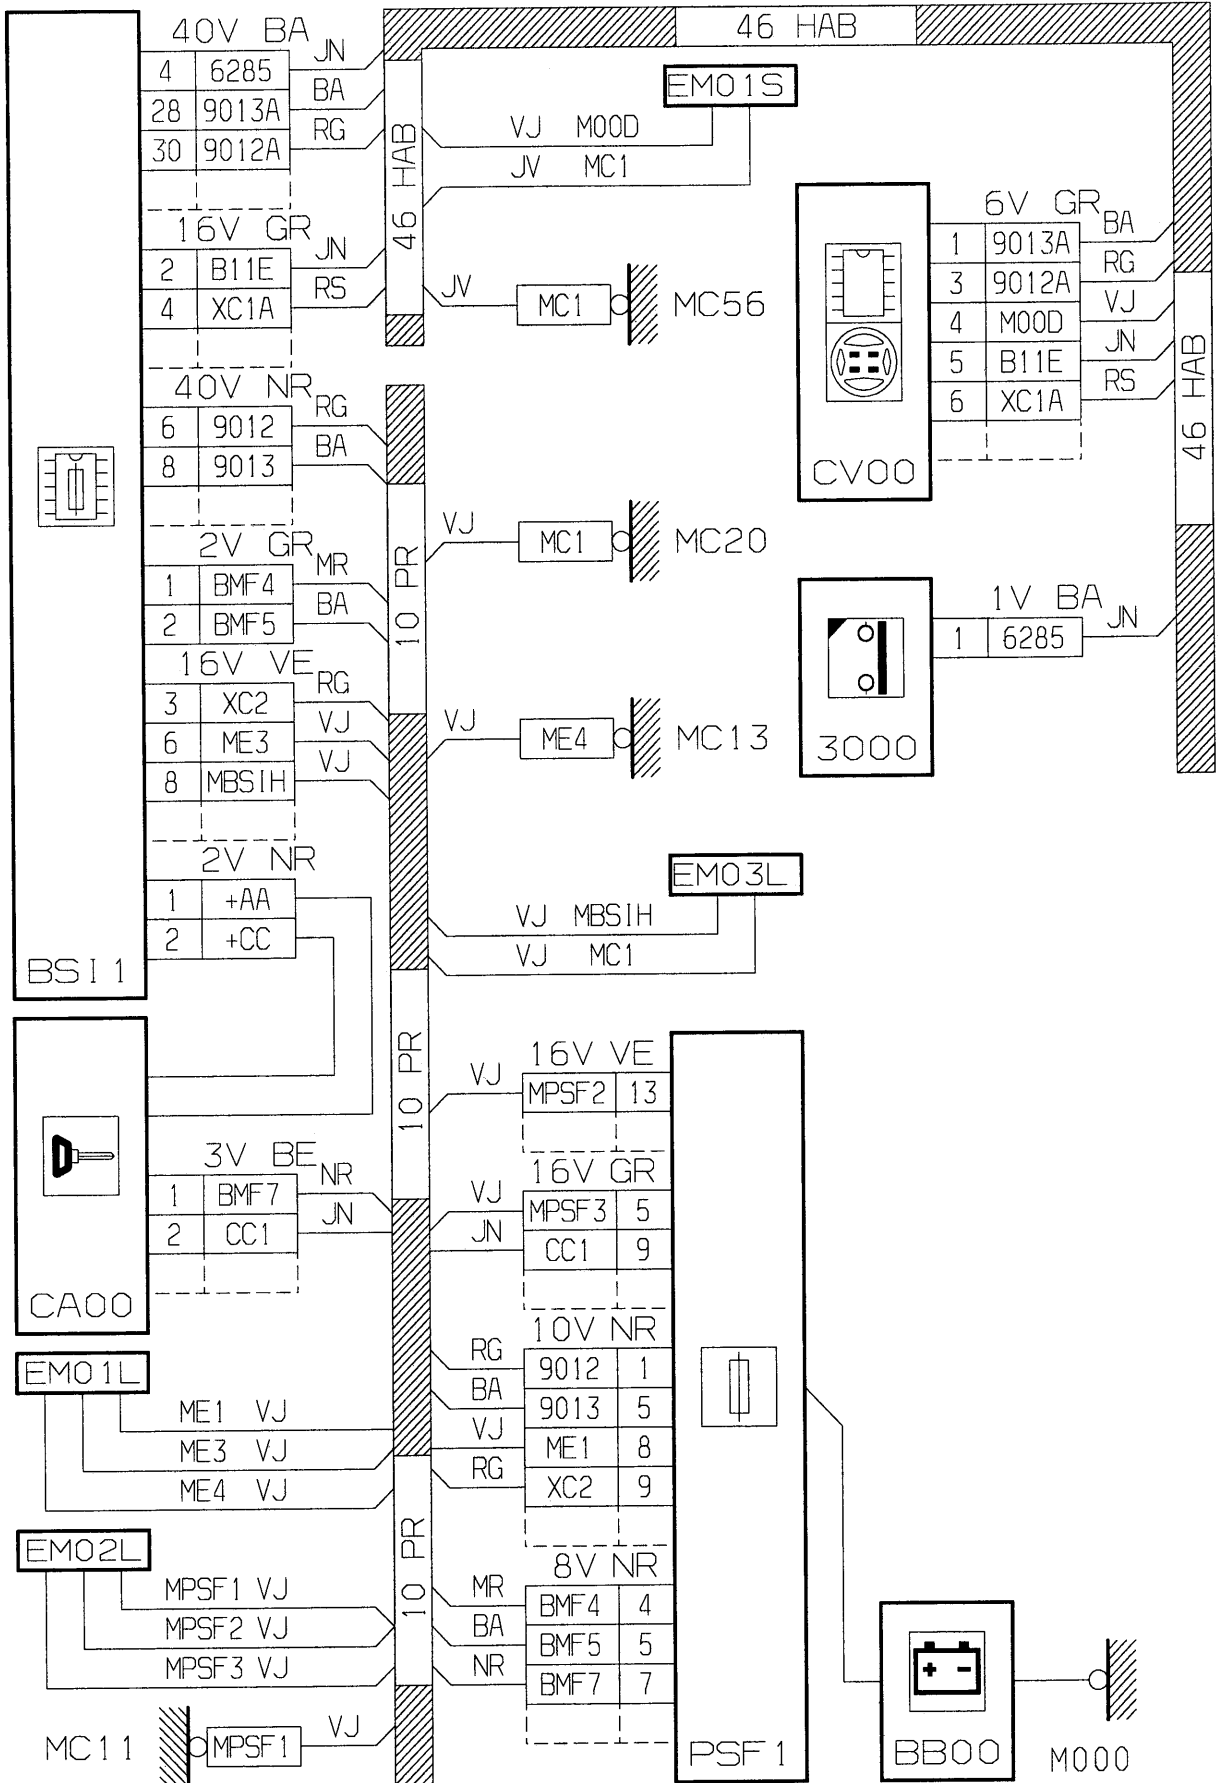 46 HAB
40V BA
4 6285 JN
28 9013A BA
30 9012A RG
16V GR
2 B11E JN
4 XC1A RS
40V NR
6 9012 RG
8 9013 BA
2V GR
1 BMF4 MR
2 BMF5 BA
16V VE
3 XC2 RG
6 ME3 VJ
8 MBSIH VJ
2V NR
1 +AA
2 +CC
BSI1
46 HAB
EM01S
VJ M00D
JV MC1
JV MC1 MC56
10 PR
VJ MC1 MC20
VJ ME4 MC13
EM03L
VJ MBSIH
VJ MC1
6V GR
1 9013A BA
3 9012A RG
4 M00D VJ
5 B11E JN
6 XC1A RS
CV00
46 HAB
1V BA
1 6285 JN
3000
3V BE
1 BMF7 NR
2 CC1 JN
CA00
10 PR
16V VE
VJ MPSF2 13
16V GR
VJ MPSF3 5
JN CC1 9
10V NR
RG 9012 1
BA 9013 5
VJ ME1 8
RG XC2 9
8V NR
MR BMF4 4
BA BMF5 5
NR BMF7 7
PSF1
EM01L
ME1 VJ
ME3 VJ
ME4 VJ
EM02L
MPSF1 VJ
MPSF2 VJ
MPSF3 VJ
10 PR
MC11 MPSF1 VJ
+ -
BB00
M000